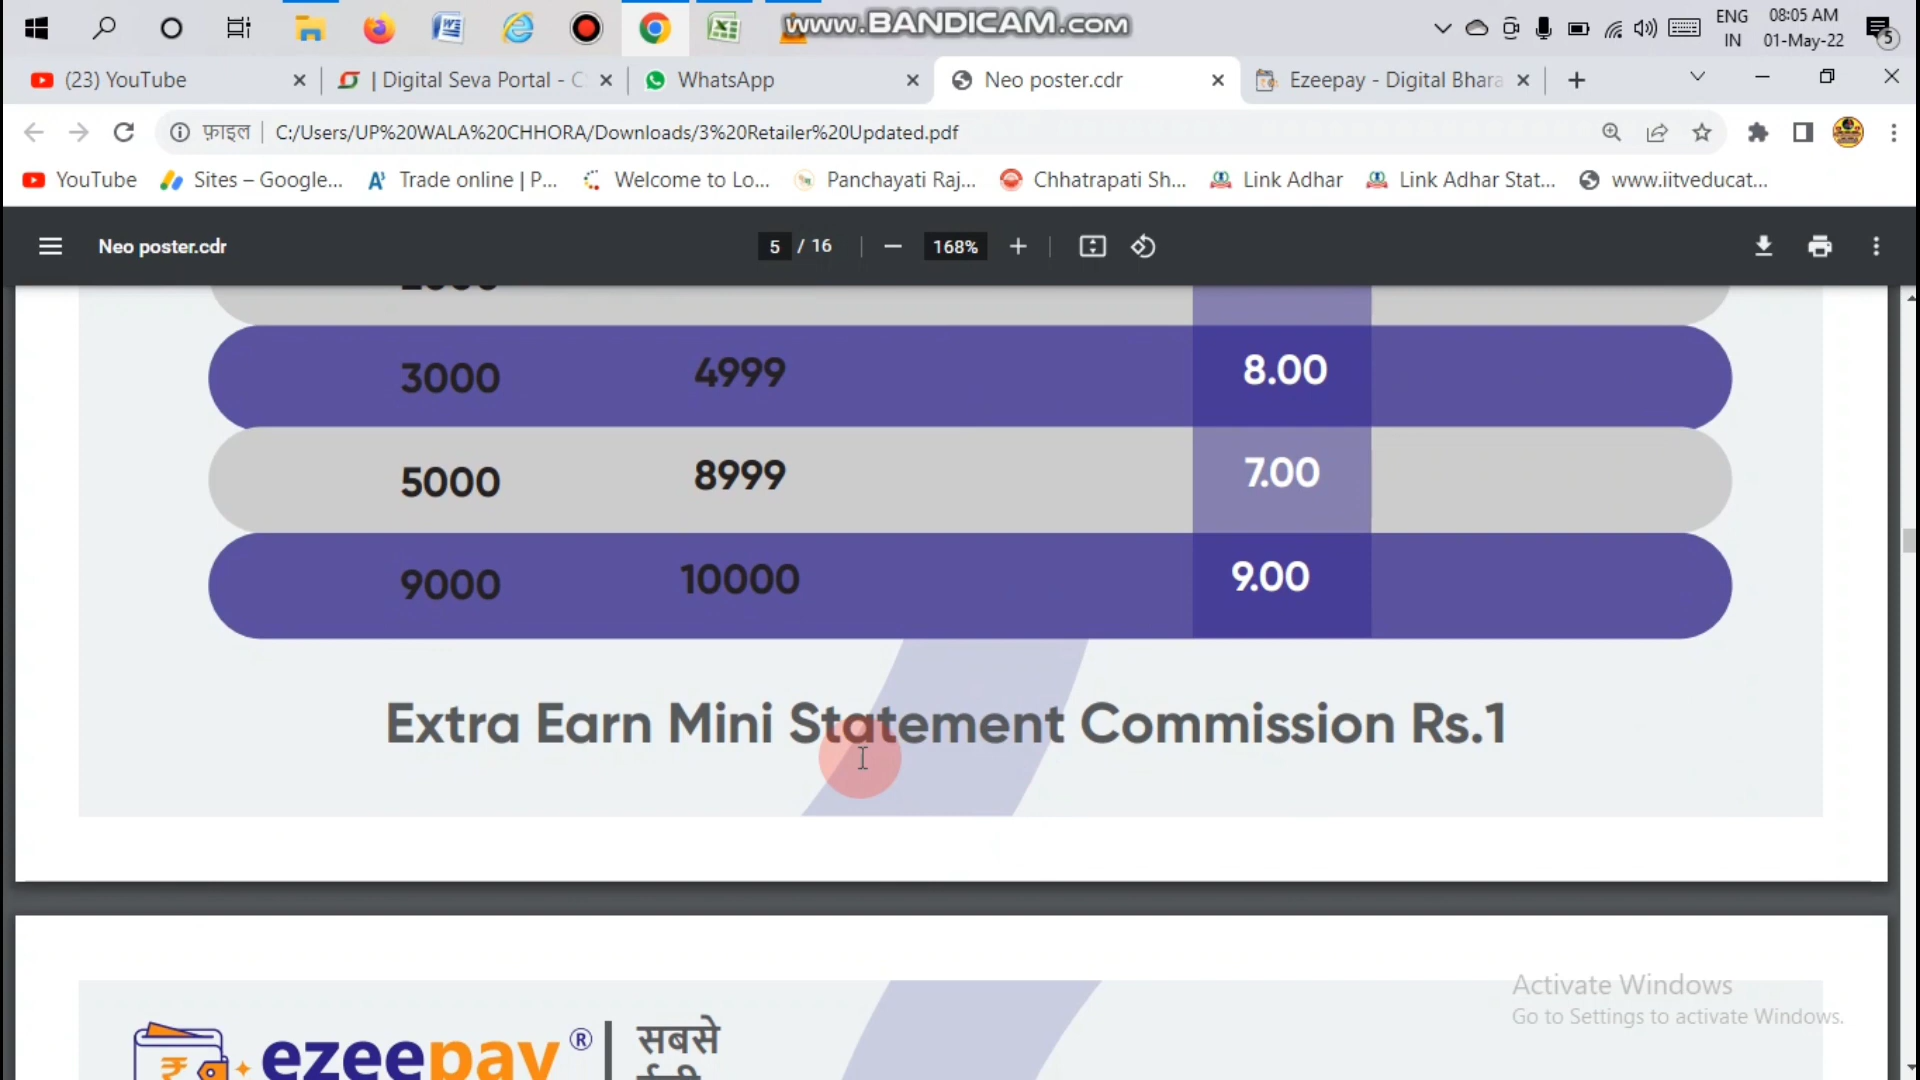 www.BANDICAM.com
ENG
IN
08:05 AM
01-May-22
5
(23) YouTube
| Digital Seva Portal - C
WhatsApp
Neo poster.cdr
Ezeepay - Digital Bhara
फ़ाइल
C:/Users/UP%20WALA%20CHHORA/Downloads/3%20Retailer%20Updated.pdf
YouTube
Sites – Google...
Trade online | P...
Welcome to Lo...
Panchayati Raj...
Chhatrapati Sh...
Link Adhar
Link Adhar Stat...
www.iitveducat...
Neo poster.cdr
5 / 16
168%
3000 4999 8.00
5000 8999 7.00
9000 10000 9.00
Extra Earn Mini Statement Commission Rs.1
Activate Windows
Go to Settings to activate Windows.
ezeepay ®
सबसे